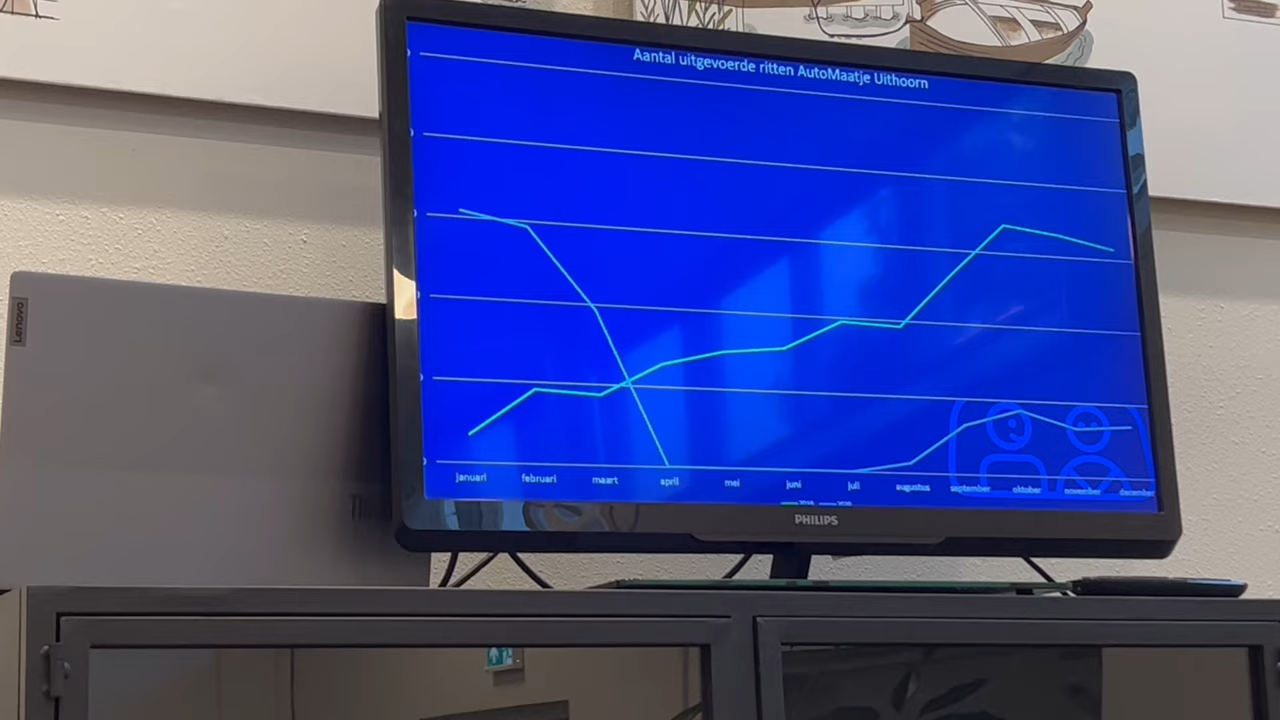 Aantal uitgevoerde ritten AutoMaatje Uithoorn
Lenovo
januari februari maart april mei juni juli augustus september oktober november december
PHILIPS